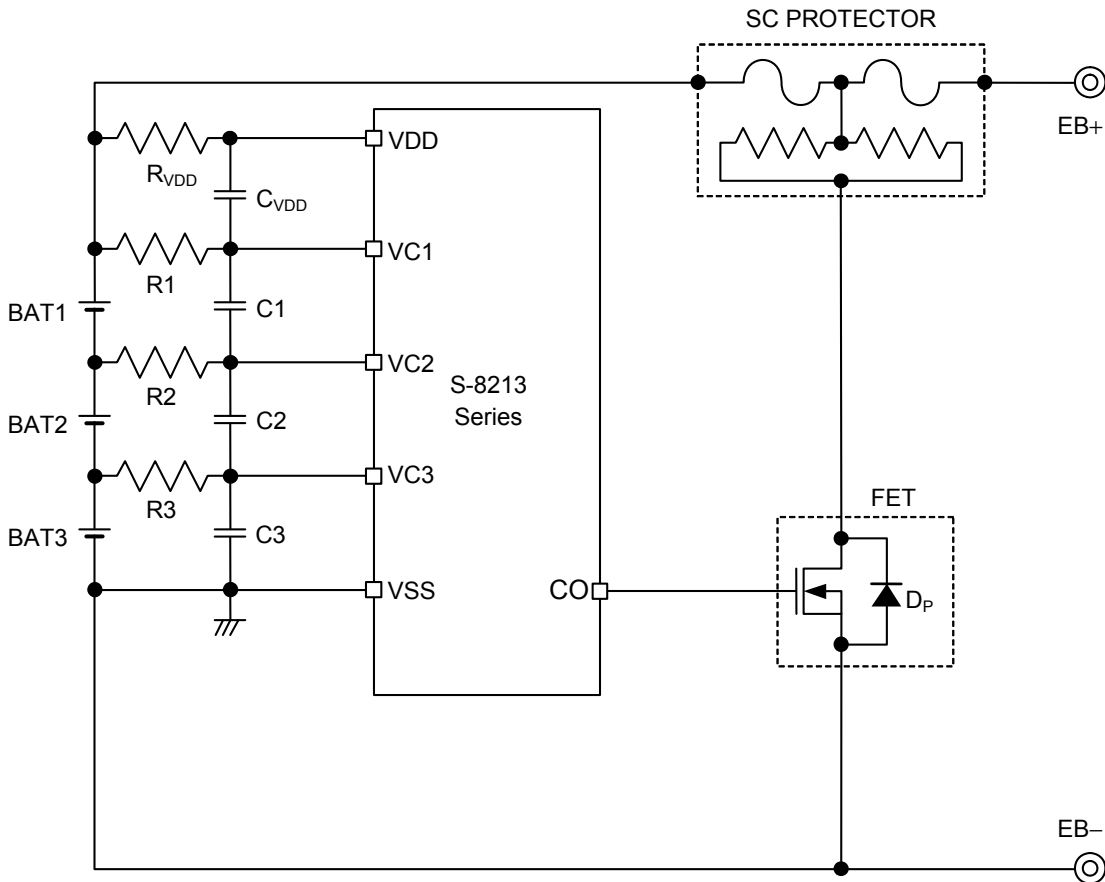 SC PROTECTOR
EB+
VDD
RVDD
CVDD
VC1
R1
BAT1
C1
VC2
R2
S-8213
Series
BAT2
C2
VC3
R3
FET
BAT3
C3
VSS
CO
DP
EB−